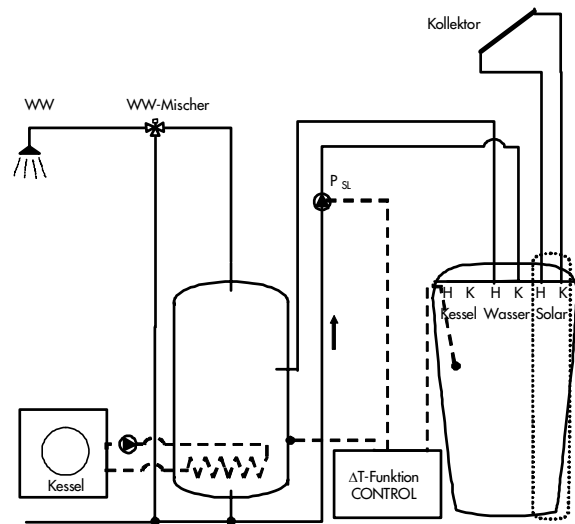 Kollektor
WW
WW-Mischer
P SL
H K H K H K
Kessel Wasser Solar
Kessel
ΔT-Funktion
CONTROL